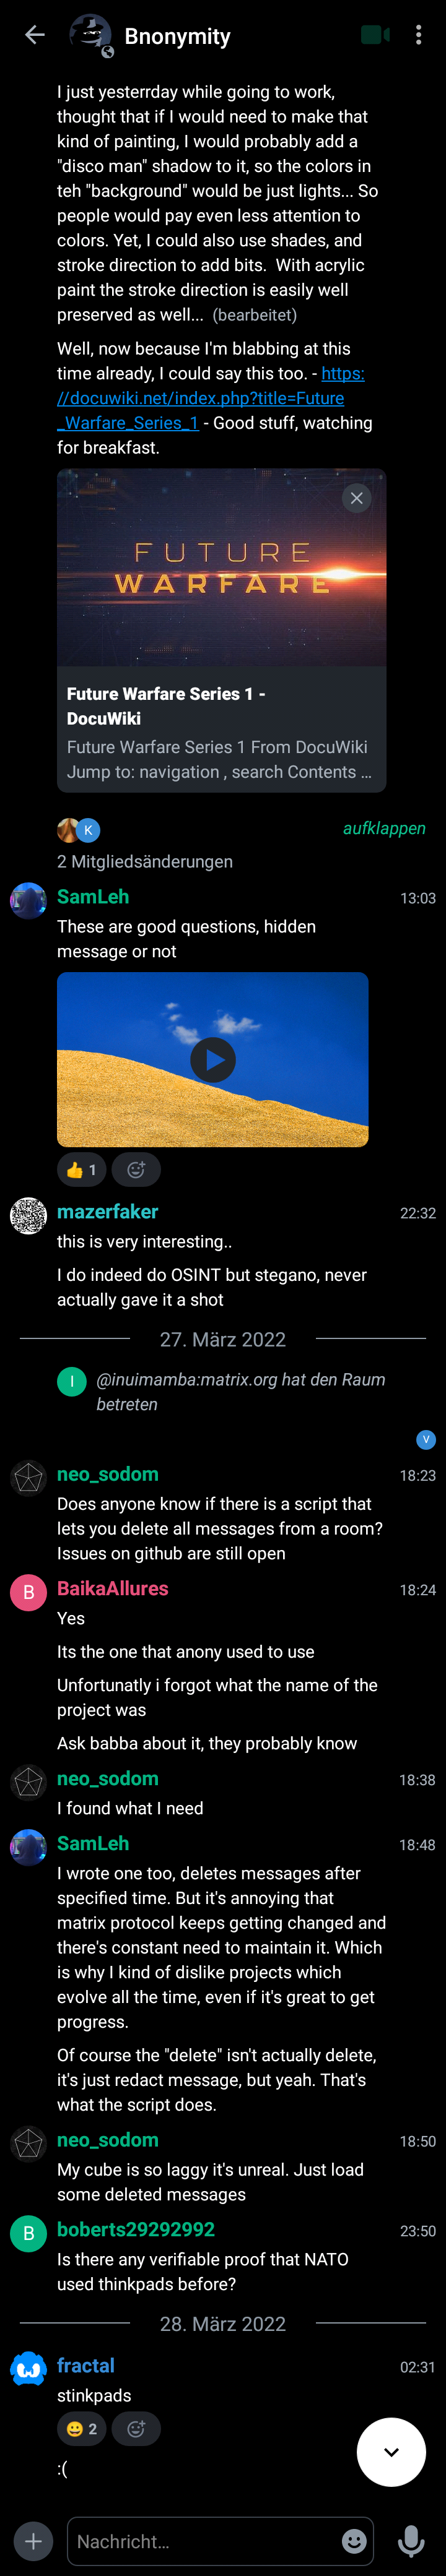 Bnonymity
I just yesterrday while going to work,
thought that if I would need to make that
kind of painting, I would probably add a
"disco man" shadow to it, so the colors in
teh "background" would be just lights... So
people would pay even less attention to
colors. Yet, I could also use shades, and
stroke direction to add bits.  With acrylic
paint the stroke direction is easily well
preserved as well...  (bearbeitet)
Well, now because I'm blabbing at this
time already, I could say this too. - https:
//docuwiki.net/index.php?title=Future
_Warfare_Series_1 - Good stuff, watching
for breakfast.
FUTURE
WARFARE
Future Warfare Series 1 -
DocuWiki
Future Warfare Series 1 From DocuWiki
Jump to: navigation , search Contents ...
K
aufklappen
2 Mitgliedsänderungen
SamLeh 13:03
These are good questions, hidden
message or not
👍 1
mazerfaker 22:32
this is very interesting..
I do indeed do OSINT but stegano, never
actually gave it a shot
27. März 2022
I @inuimamba:matrix.org hat den Raum
betreten
V
neo_sodom 18:23
Does anyone know if there is a script that
lets you delete all messages from a room?
Issues on github are still open
B BaikaAllures 18:24
Yes
Its the one that anony used to use
Unfortunatly i forgot what the name of the
project was
Ask babba about it, they probably know
neo_sodom 18:38
I found what I need
SamLeh 18:48
I wrote one too, deletes messages after
specified time. But it's annoying that
matrix protocol keeps getting changed and
there's constant need to maintain it. Which
is why I kind of dislike projects which
evolve all the time, even if it's great to get
progress.
Of course the "delete" isn't actually delete,
it's just redact message, but yeah. That's
what the script does.
neo_sodom 18:50
My cube is so laggy it's unreal. Just load
some deleted messages
B boberts29292992 23:50
Is there any verifiable proof that NATO
used thinkpads before?
28. März 2022
fractal 02:31
stinkpads
😀 2
:(
Nachricht...